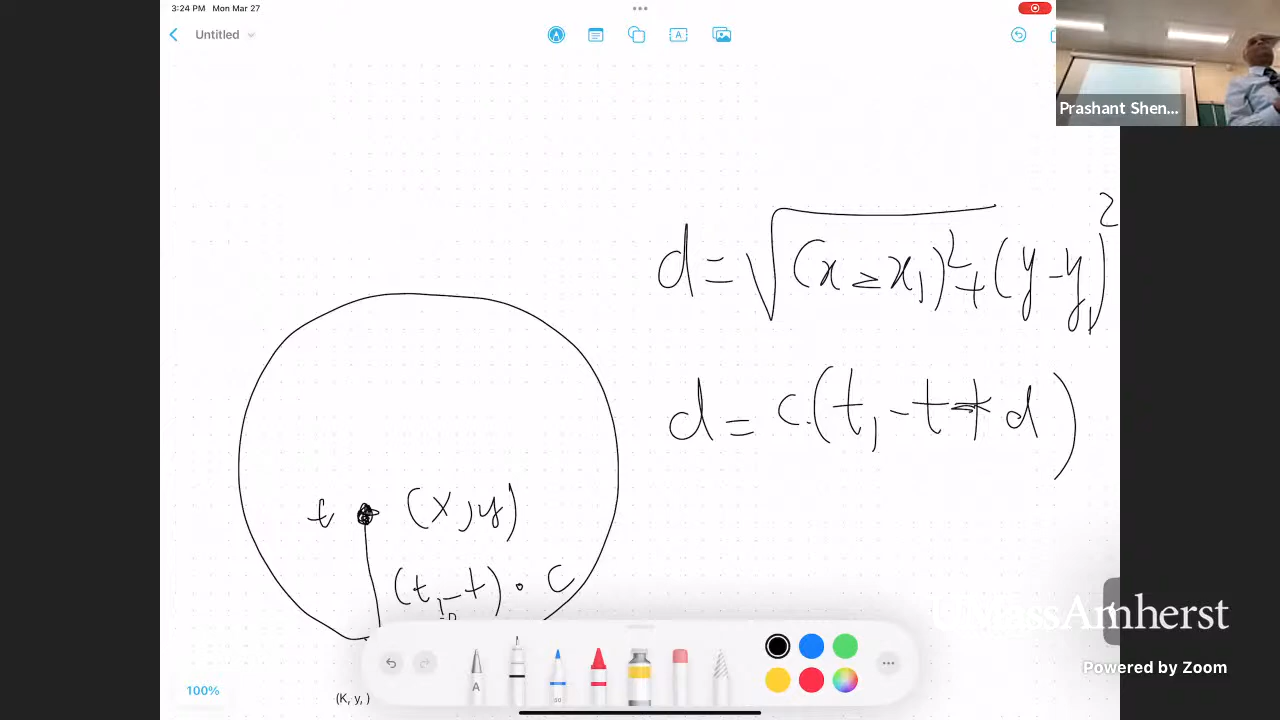 3:24 PM Mon Mar 27
Untitled
Prashant Shen...
d = √(x - x₁)² + (y - y₁)²
d = c.(t₁ - t + d)
t (x, y)
(t₁ - t) • c
100%
(K, y, )
Amherst
Powered by Zoom